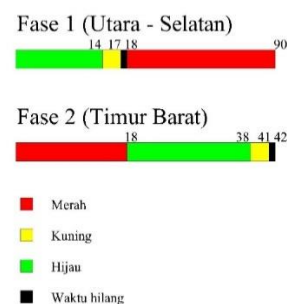 Fase 1 (Utara - Selatan)
14 17 18 90
Fase 2 (Timur Barat)
18 38 41 42
Merah
Kuning
Hijau
Waktu hilang